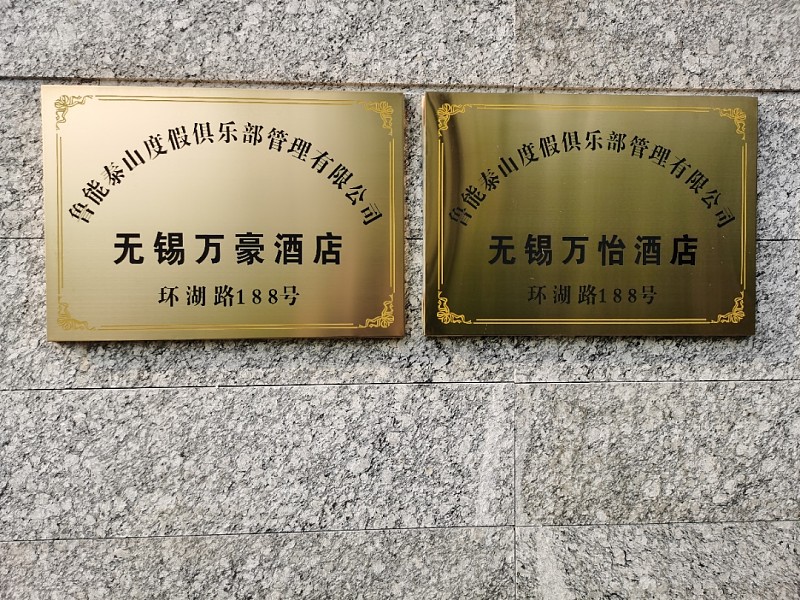 鲁能泰山度假俱乐部管理有限公司
无锡万豪酒店
环湖路188号
鲁能泰山度假俱乐部管理有限公司
无锡万怡酒店
环湖路188号